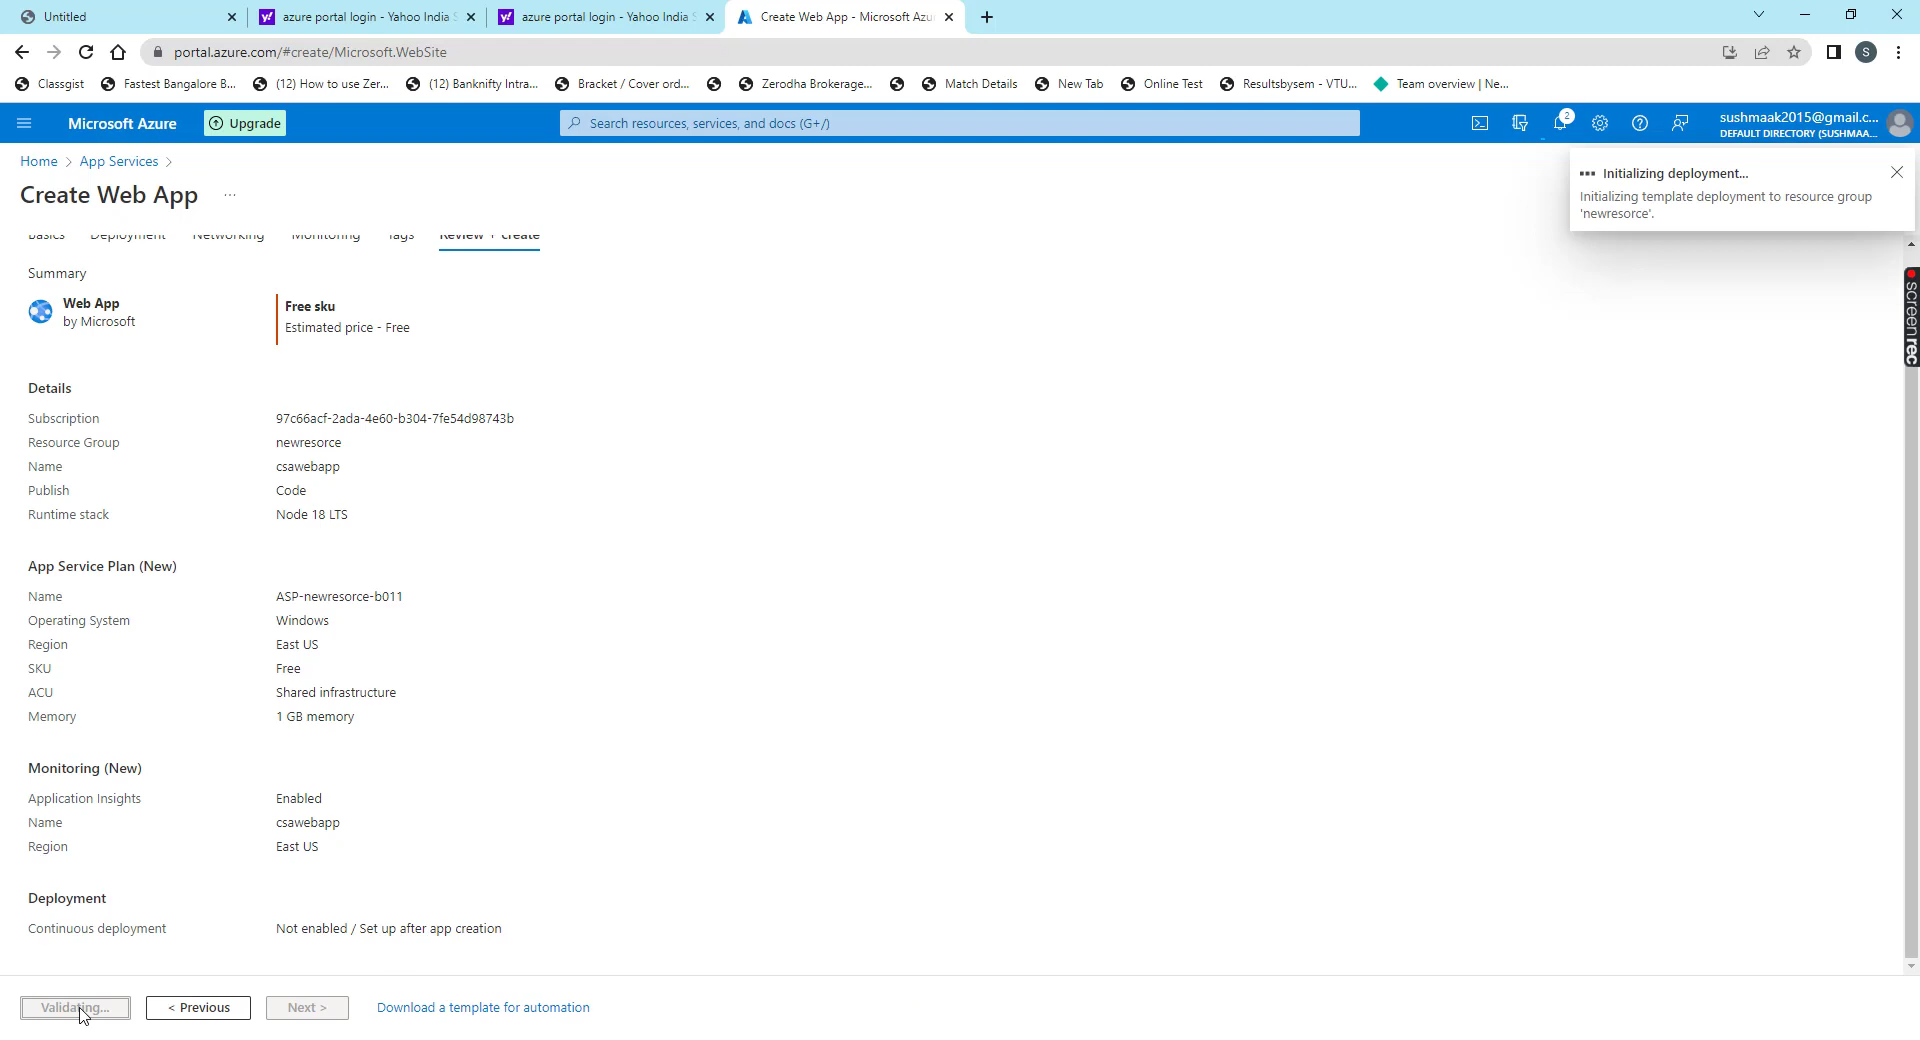 Untitled
azure portal login - Yahoo India S
azure portal login - Yahoo India S
Create Web App - Microsoft Azu
portal.azure.com/#create/Microsoft.WebSite
S
Classgist
Fastest Bangalore B...
(12) How to use Zer...
(12) Banknifty Intra...
Bracket / Cover ord...
Zerodha Brokerage...
Match Details
New Tab
Online Test
Resultsbysem - VTU...
Team overview | Ne...
Microsoft Azure
Upgrade
Search resources, services, and docs (G+/)
2
sushmaak2015@gmail.c...
DEFAULT DIRECTORY (SUSHMAA...
Home > App Services >
Create Web App ...
Initializing deployment...
Initializing template deployment to resource group
'newresorce'.
Basics Deployment Networking Monitoring Tags Review + create
Summary
Web App
by Microsoft
Free sku
Estimated price - Free
Details
Subscription 97c66acf-2ada-4e60-b304-7fe54d98743b
Resource Group newresorce
Name csawebapp
Publish Code
Runtime stack Node 18 LTS
App Service Plan (New)
Name ASP-newresorce-b011
Operating System Windows
Region East US
SKU Free
ACU Shared infrastructure
Memory 1 GB memory
Monitoring (New)
Application Insights Enabled
Name csawebapp
Region East US
Deployment
Continuous deployment Not enabled / Set up after app creation
Validating...
< Previous
Next >
Download a template for automation
screenrec